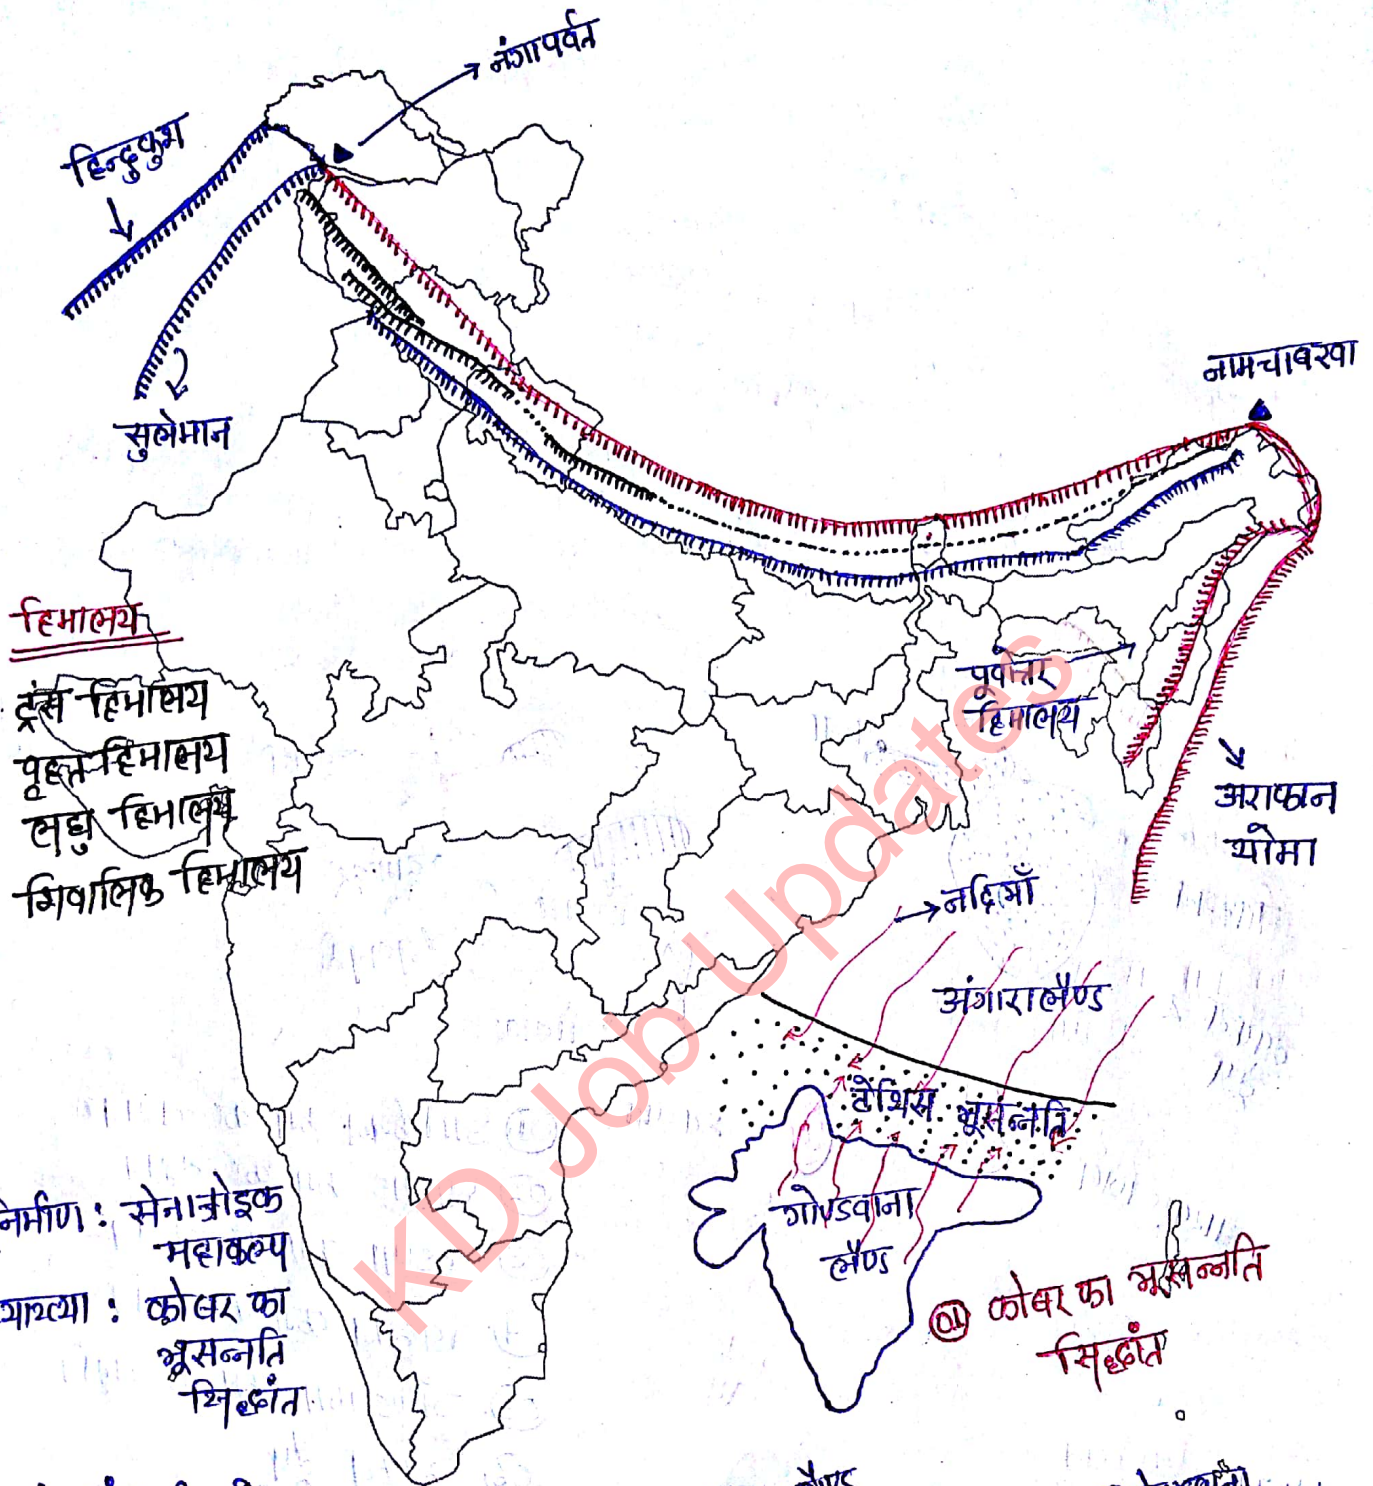 नंगापर्वत
हिन्दुकुश
नामचाबरवा
सुलेमान
हिमालय
ट्रंस हिमालय
वृहत हिमालय
लघु हिमालय
शिवालिक हिमालय
पूर्वोत्तर
हिमालय
अराकान
योमा
नदियाँ
अंगारालैण्ड
टेथिस भूसन्नति
गोण्डवाना
लैण्ड
निर्माण : सेनाजोइक
महाकल्प
कोबर का
भूसन्नति
सिद्धांत
01 कोबर का भूसन्नति
सिद्धांत
लैण्ड
KD Job Updates